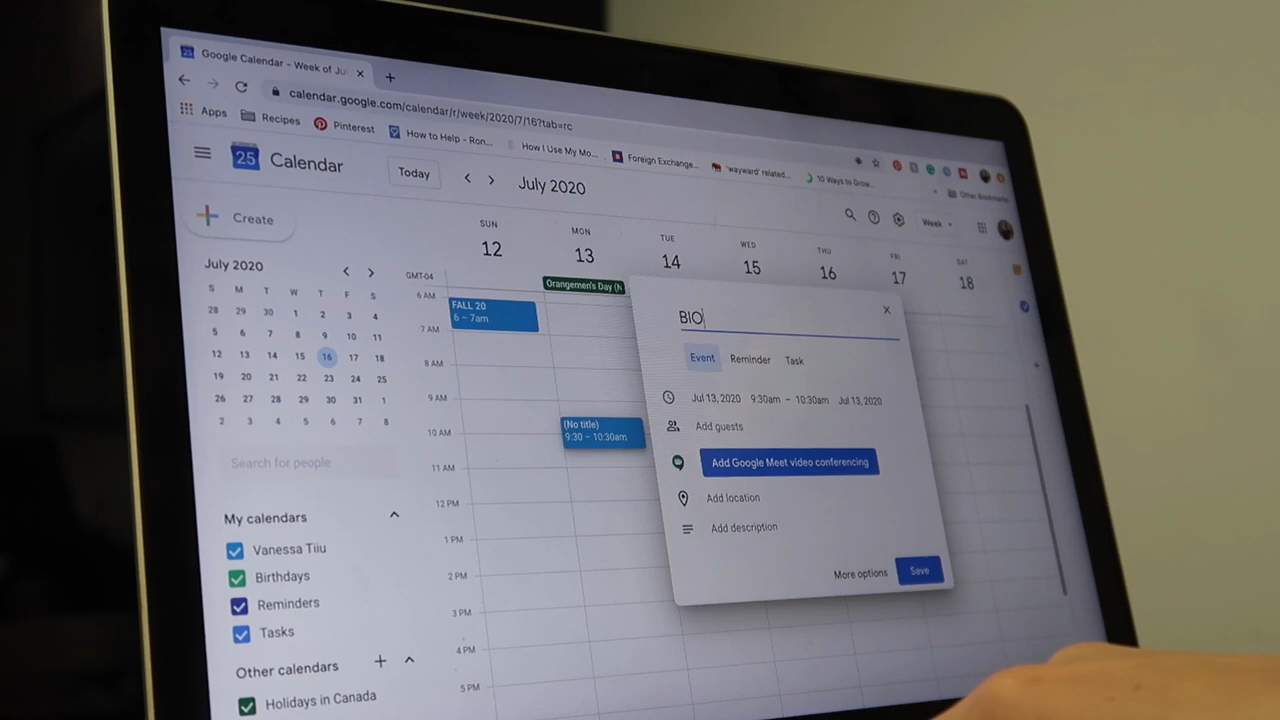 Google Calendar - Week of Ju
calendar.google.com/calendar/r/week/2020/7/16?tab=rc
Apps
Recipes
Pinterest
How to Help - Ron...
How I Use My Mo...
Foreign Exchange...
'wayward' related...
10 Ways to Grow...
Other Bookmarks
25
Calendar
Today
July 2020
Week
Create
July 2020
S M T W T F S
28 29 30 1 2 3 4
5 6 7 8 9 10 11
12 13 14 15 16 17 18
19 20 21 22 23 24 25
26 27 28 29 30 31 1
2 3 4 5 6 7 8
Search for people
My calendars
Vanessa Tiiu
Birthdays
Reminders
Tasks
Other calendars
Holidays in Canada
SUN MON TUE WED THU FRI SAT
12 13 14 15 16 17 18
GMT-04
Orangemen's Day (N
6 AM
FALL 20
6 – 7am
7 AM
8 AM
9 AM
(No title)
9:30 – 10:30am
10 AM
11 AM
12 PM
1 PM
2 PM
3 PM
4 PM
5 PM
BIO
Event Reminder Task
Jul 13, 2020 9:30am – 10:30am Jul 13, 2020
Add guests
Add Google Meet video conferencing
Add location
Add description
More options
Save